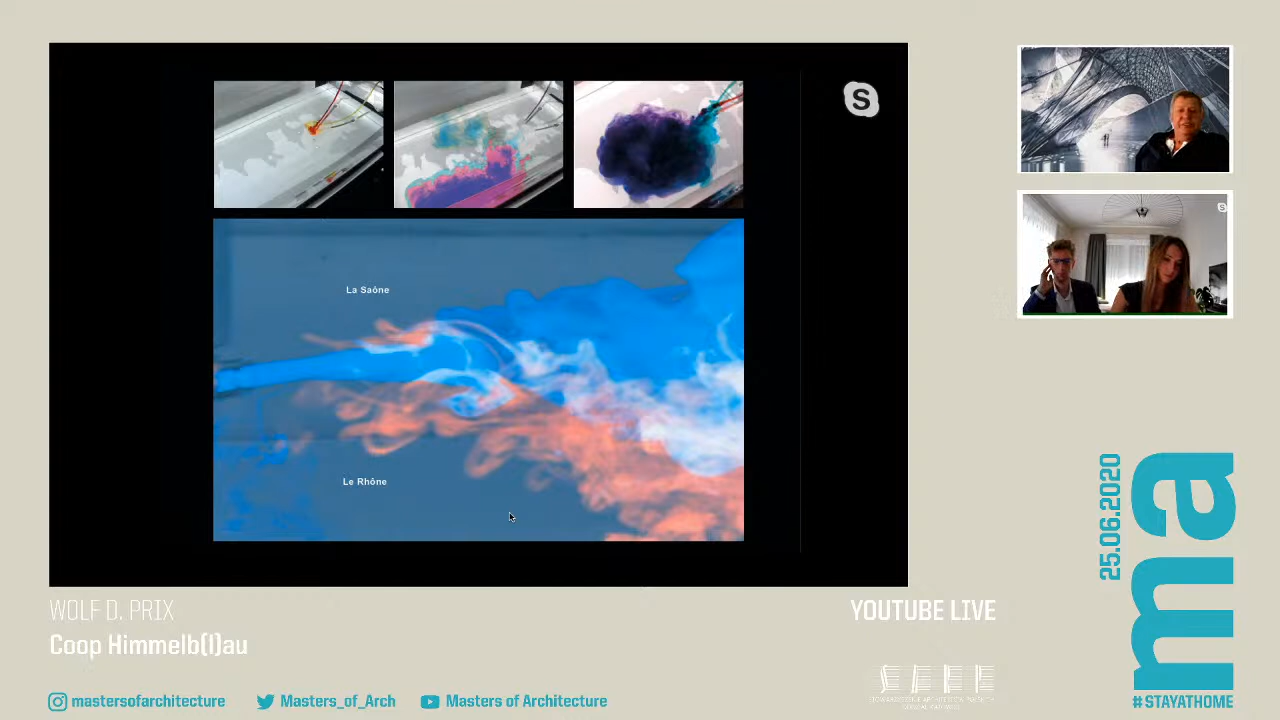 S
La Saône
Le Rhône
WOLF D. PRIX
Coop Himmelb(l)au
YOUTUBE LIVE
mastersofarchitecture
Masters_of_Arch
Masters of Architecture
25.06.2020
ma
#STAYATHOME